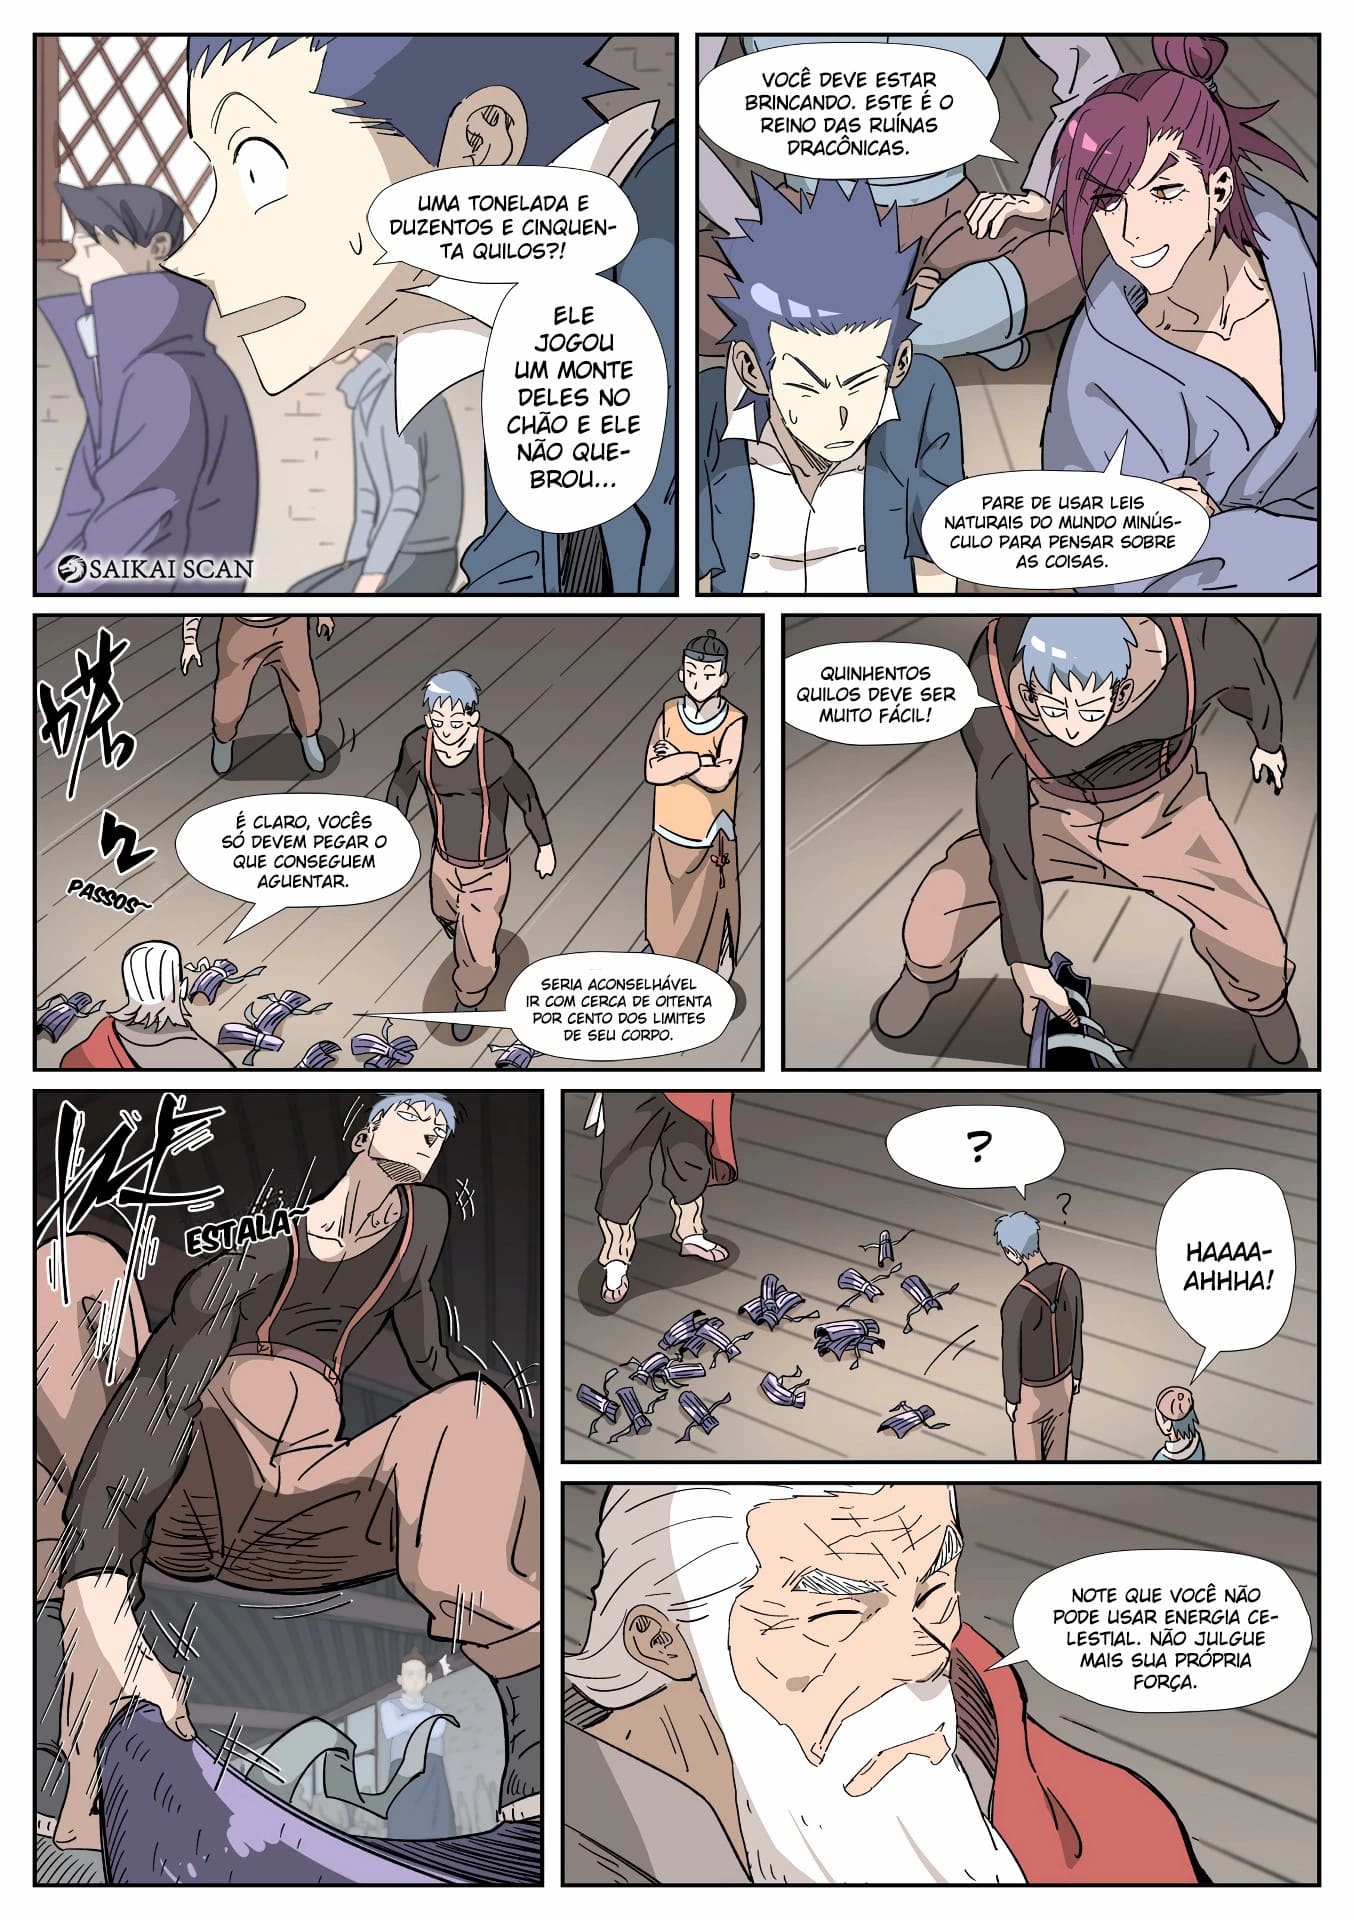 UMA TONELADA E
DUZENTOS E CINQUEN-
TA QUILOS?!
ELE
JOGOU
UM MONTE
DELES NO
CHÃO E ELE
NÃO QUE-
BROU...
SAIKAI SCAN
VOCÊ DEVE ESTAR
BRINCANDO. ESTE É O
REINO DAS RUÍNAS
DRACÔNICAS.
PARE DE USAR LEIS
NATURAIS DO MUNDO MINÚS-
CULO PARA PENSAR SOBRE
AS COISAS.
PASSOS~
É CLARO, VOCÊS
SÓ DEVEM PEGAR O
QUE CONSEGUEM
AGUENTAR.
SERIA ACONSELHÁVEL
IR COM CERCA DE OITENTA
POR CENTO DOS LIMITES
DE SEU CORPO.
QUINHENTOS
QUILOS DEVE SER
MUITO FÁCIL!
ESTALA~
?
?
HAAAA-
AHHHA!
NOTE QUE VOCÊ NÃO
PODE USAR ENERGIA CE-
LESTIAL. NÃO JULGUE
MAIS SUA PRÓPRIA
FORÇA.